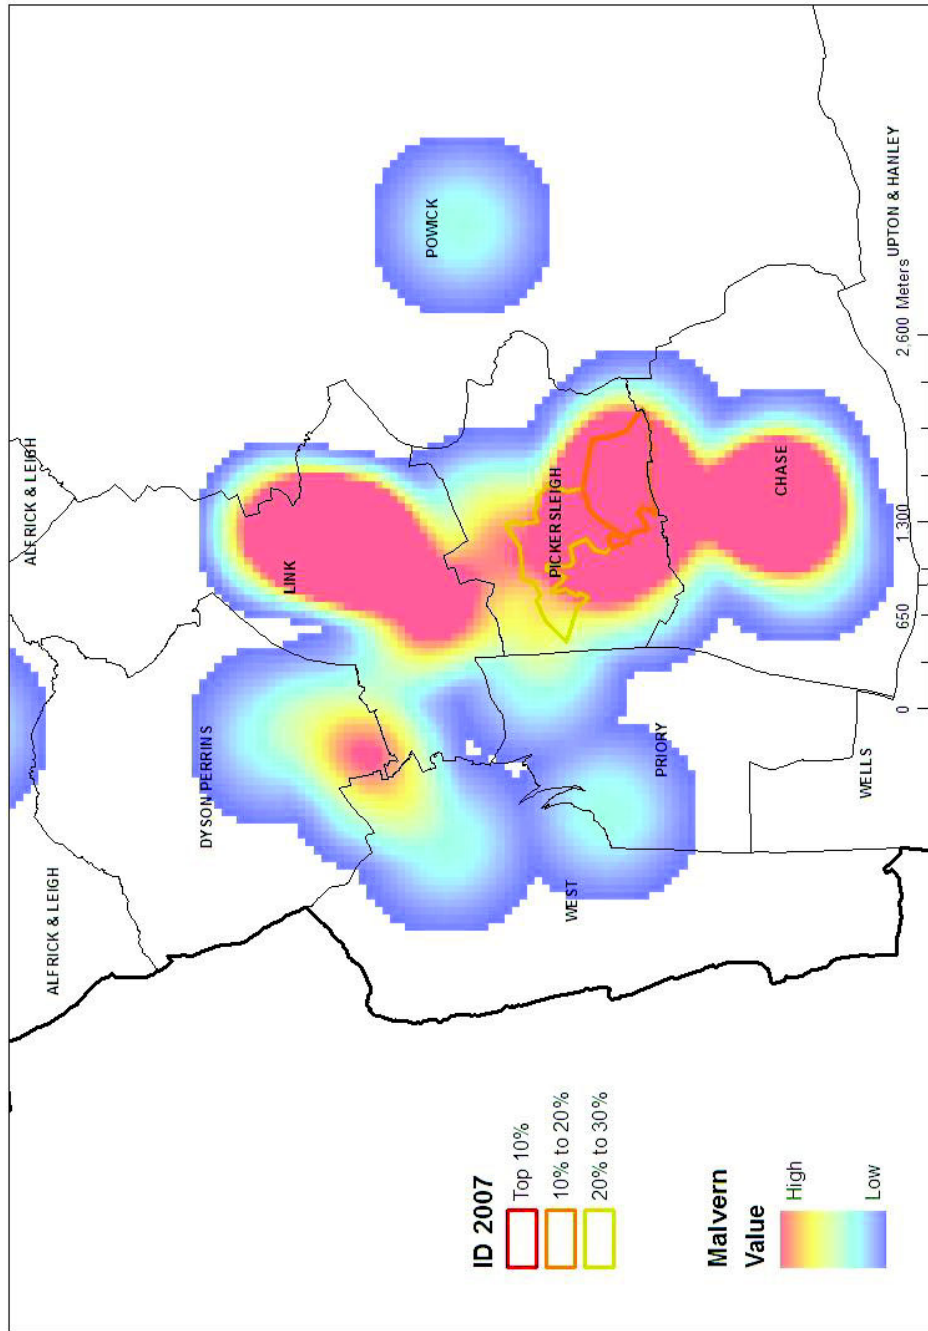 ALFRICK & LEIGH
ALFRICK & LEIGH
DYSON PERRINS
LINK
POWICK
WEST
PRIORY
PICKERSLEIGH
CHASE
WELLS
UPTON & HANLEY
ID 2007
Top 10%
10% to 20%
20% to 30%
Malvern
Value
High
Low
0 650 1,300 2,600 Meters